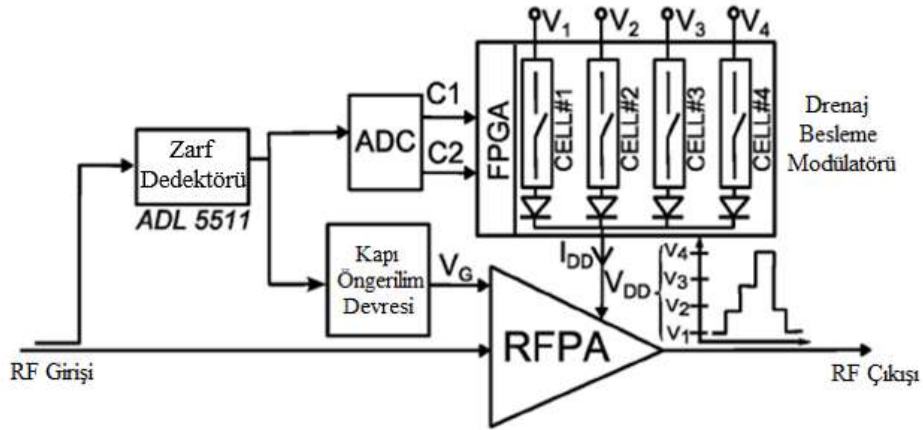 V1 V2 V3 V4
C1
C2
ADC
FPGA
CELL#1
CELL#2
CELL#3
CELL#4
Drenaj
Besleme
Modülatörü
Zarf
Dedektörü
ADL 5511
Kapı
Öngerilim
Devresi
VG
IDD
VDD
V4
V3
V2
V1
RFPA
RF Girişi
RF Çıkışı